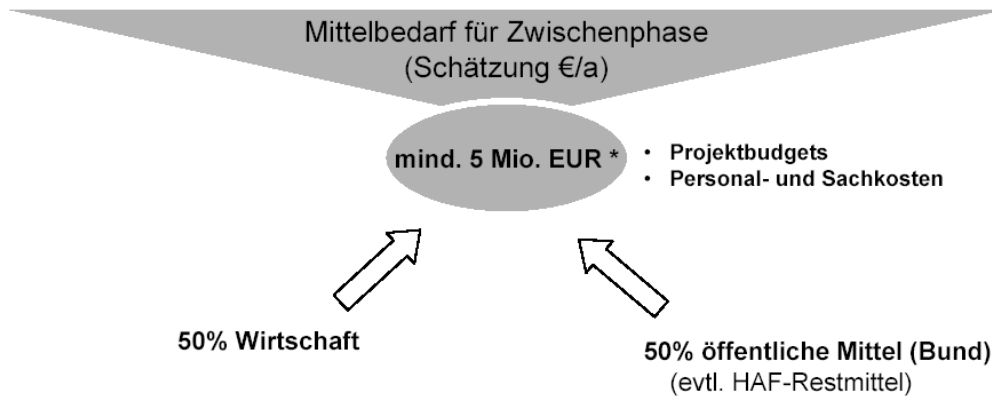 Mittelbedarf für Zwischenphase
(Schätzung €/a)
mind. 5 Mio. EUR *
• Projektbudgets
• Personal- und Sachkosten
50% Wirtschaft
50% öffentliche Mittel (Bund)
(evtl. HAF-Restmittel)